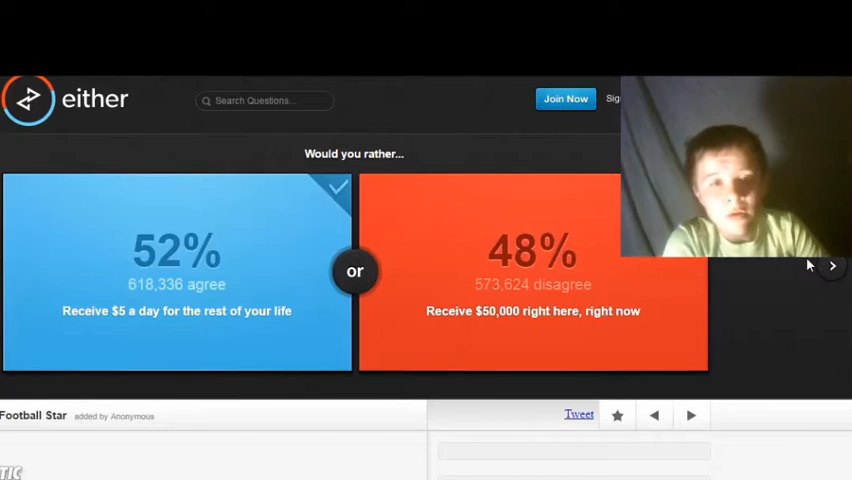 either
Search Questions...
Join Now
Sig
Would you rather...
52%
618,336 agree
Receive $5 a day for the rest of your life
or
48%
573,624 disagree
Receive $50,000 right here, right now
Football Star added by Anonymous
Tweet
TIC